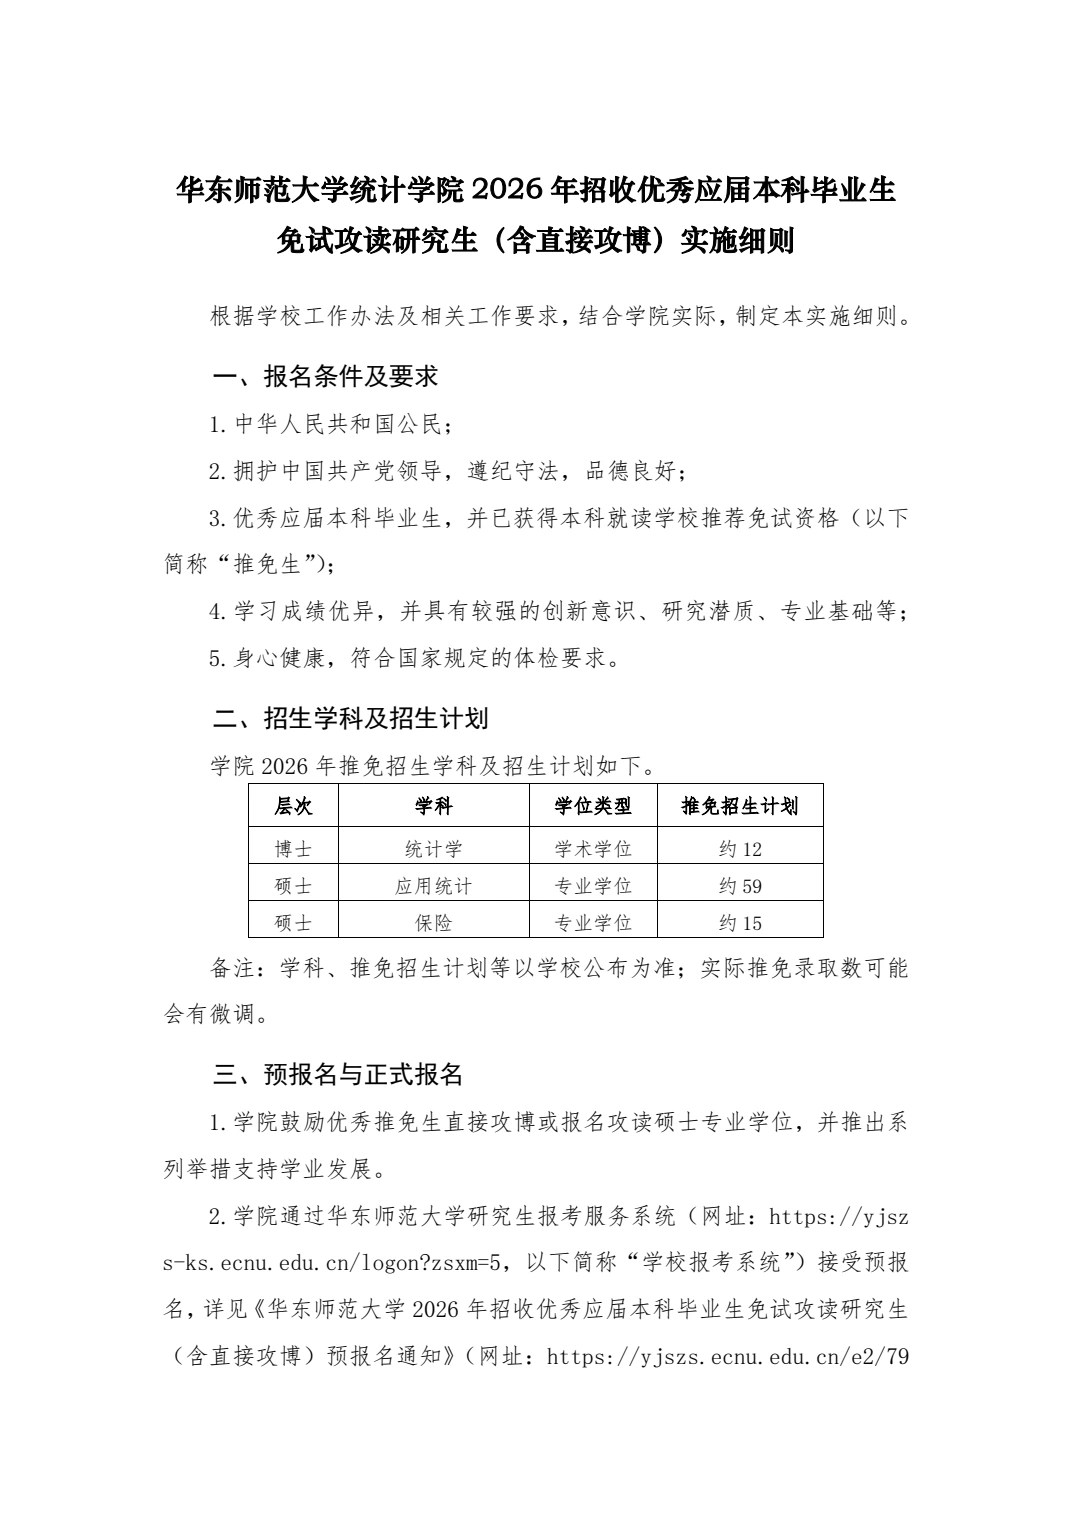 华东师范大学统计学院 2026 年招收优秀应届本科毕业生
免试攻读研究生（含直接攻博）实施细则
根据学校工作办法及相关工作要求，结合学院实际，制定本实施细则。
一、报名条件及要求
1.中华人民共和国公民；
2.拥护中国共产党领导，遵纪守法，品德良好；
3.优秀应届本科毕业生，并已获得本科就读学校推荐免试资格（以下
简称“推免生”）；
4.学习成绩优异，并具有较强的创新意识、研究潜质、专业基础等；
5.身心健康，符合国家规定的体检要求。
二、招生学科及招生计划
学院 2026 年推免招生学科及招生计划如下。
层次 学科 学位类型 推免招生计划
博士 统计学 学术学位 约 12
硕士 应用统计 专业学位 约 59
硕士 保险 专业学位 约 15
备注：学科、推免招生计划等以学校公布为准；实际推免录取数可能
会有微调。
三、预报名与正式报名
1.学院鼓励优秀推免生直接攻博或报名攻读硕士专业学位，并推出系
列举措支持学业发展。
2.学院通过华东师范大学研究生报考服务系统（网址：https://yjsz
s-ks.ecnu.edu.cn/logon?zsxm=5，以下简称“学校报考系统”）接受预报
名，详见《华东师范大学 2026 年招收优秀应届本科毕业生免试攻读研究生
（含直接攻博）预报名通知》（网址：https://yjszs.ecnu.edu.cn/e2/79